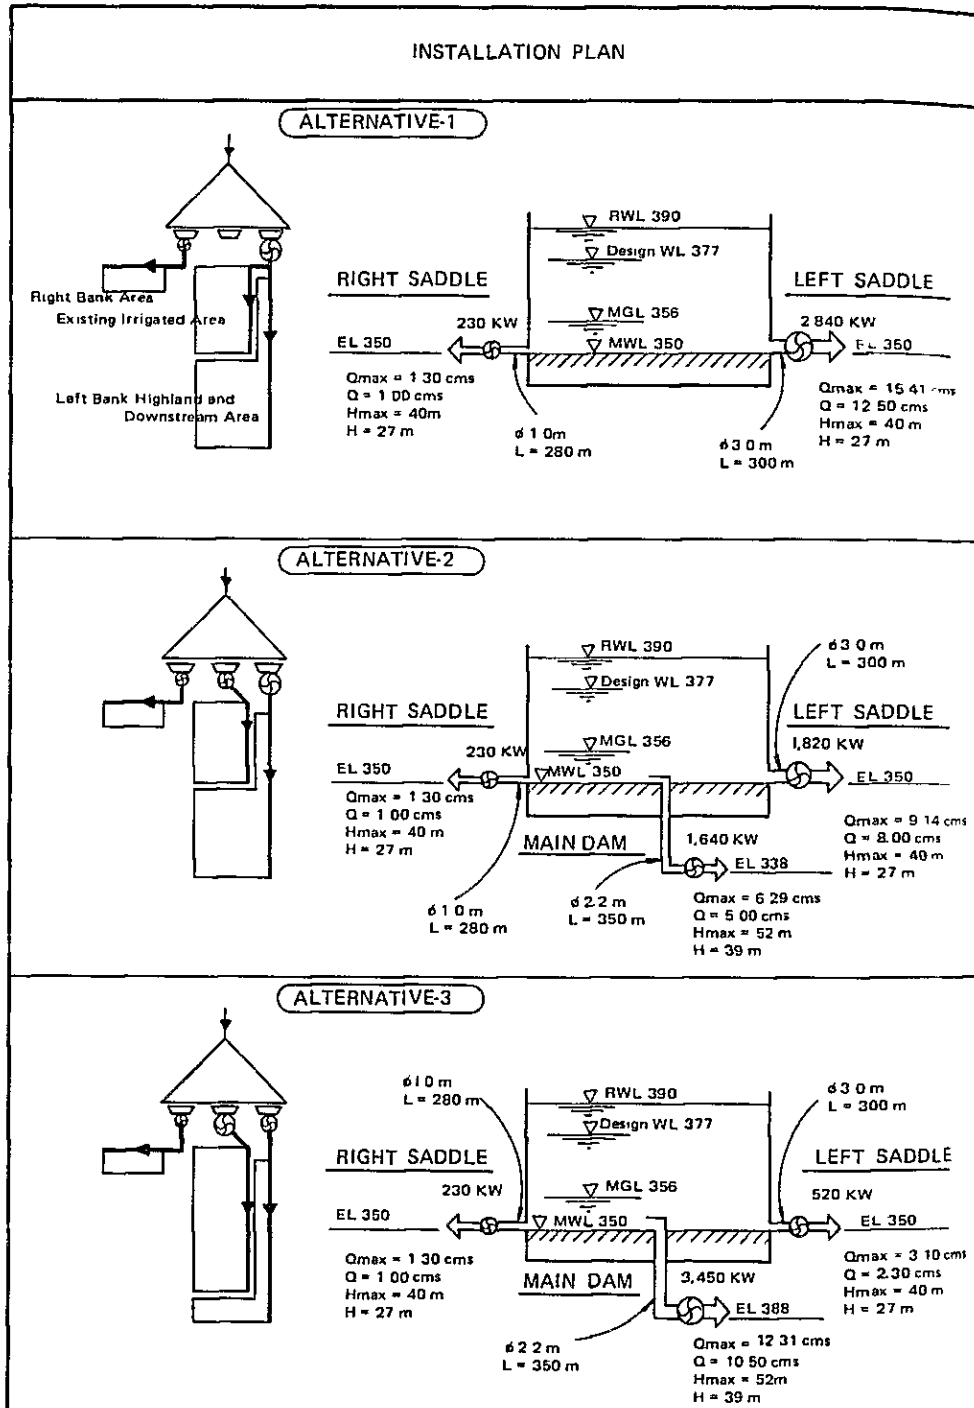 INSTALLATION PLAN
ALTERNATIVE-1
Right Bank Area
Existing Irrigated Area
Left Bank Highland and
Downstream Area
RIGHT SADDLE
230 KW
EL 350
Qmax = 1 30 cms
Q = 1 00 cms
Hmax = 40m
H = 27 m
ø 1 0m
L = 280 m
RWL 390
Design WL 377
MGL 356
MWL 350
LEFT SADDLE
2 840 KW
EL 350
Qmax = 15 41 cms
Q = 12 50 cms
Hmax = 40 m
H = 27 m
ø 3 0 m
L = 300 m
ALTERNATIVE-2
RIGHT SADDLE
230 KW
EL 350
Qmax = 1 30 cms
Q = 1 00 cms
Hmax = 40 m
H = 27 m
ø 1 0 m
L = 280 m
RWL 390
Design WL 377
MGL 356
MWL 350
MAIN DAM
1,640 KW
EL 338
ø 2 2 m
L = 350 m
Qmax = 6 29 cms
Q = 5 00 cms
Hmax = 52 m
H = 39 m
ø 3 0 m
L = 300 m
LEFT SADDLE
1,820 KW
EL 350
Qmax = 9 14 cms
Q = 8.00 cms
Hmax = 40 m
H = 27 m
ALTERNATIVE-3
ø 1 0 m
L = 280 m
RIGHT SADDLE
230 KW
EL 350
Qmax = 1 30 cms
Q = 1 00 cms
Hmax = 40 m
H = 27 m
RWL 390
Design WL 377
MGL 356
MWL 350
MAIN DAM
3,450 KW
EL 388
ø 2 2 m
L = 350 m
Qmax = 12 31 cms
Q = 10 50 cms
Hmax = 52m
H = 39 m
ø 3 0 m
L = 300 m
LEFT SADDLE
520 KW
EL 350
Qmax = 3 10 cms
Q = 2.30 cms
Hmax = 40 m
H = 27 m